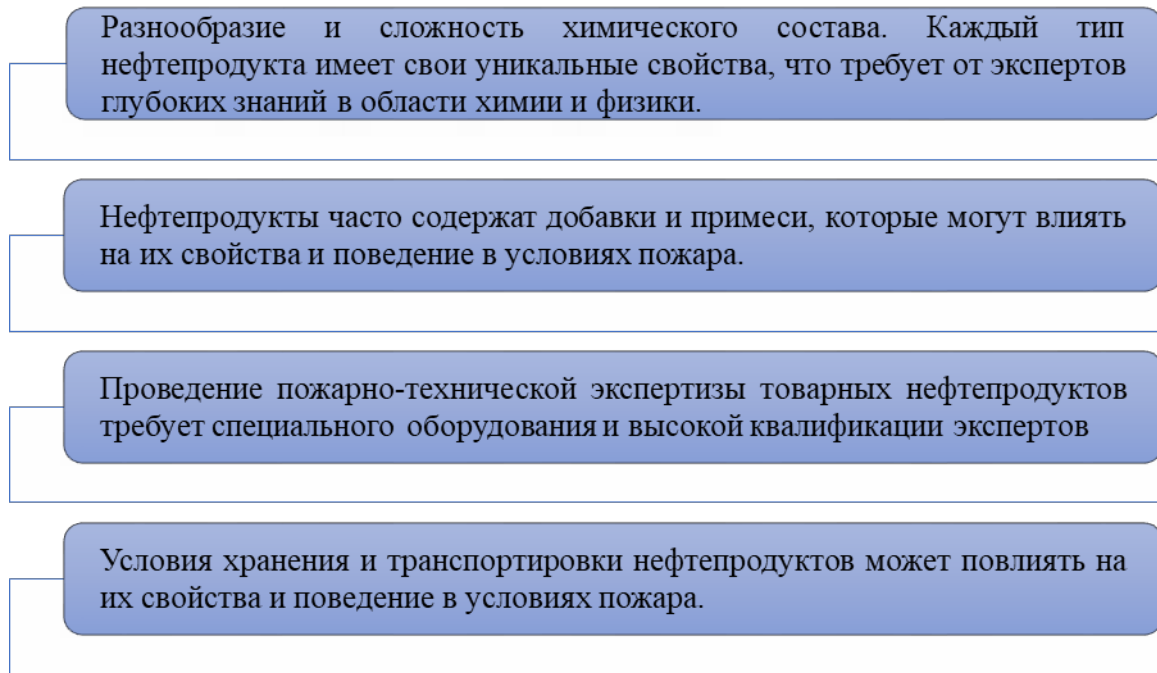 Разнообразие и сложность химического состава. Каждый тип
нефтепродукта имеет свои уникальные свойства, что требует от экспертов
глубоких знаний в области химии и физики.
Нефтепродукты часто содержат добавки и примеси, которые могут влиять
на их свойства и поведение в условиях пожара.
Проведение пожарно-технической экспертизы товарных нефтепродуктов
требует специального оборудования и высокой квалификации экспертов
Условия хранения и транспортировки нефтепродуктов может повлиять на
их свойства и поведение в условиях пожара.